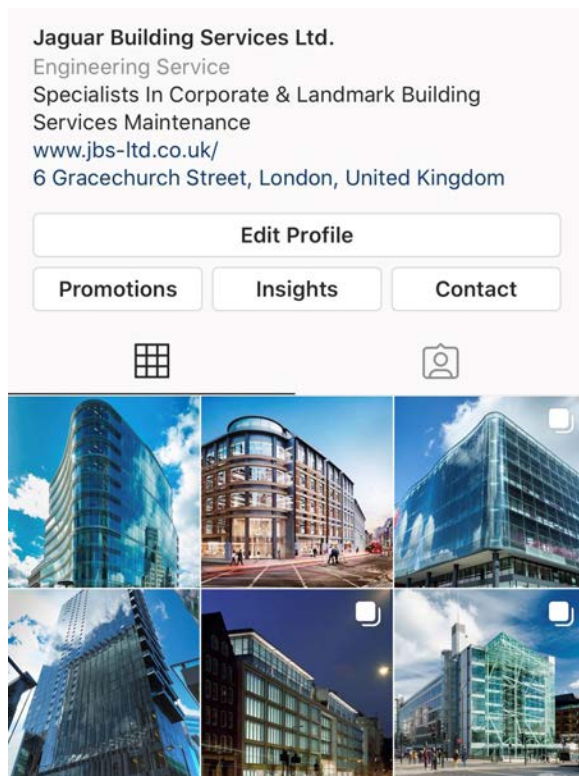 Jaguar Building Services Ltd.
Engineering Service
Specialists In Corporate & Landmark Building
Services Maintenance
www.jbs-ltd.co.uk/
6 Gracechurch Street, London, United Kingdom
Edit Profile
Promotions Insights Contact